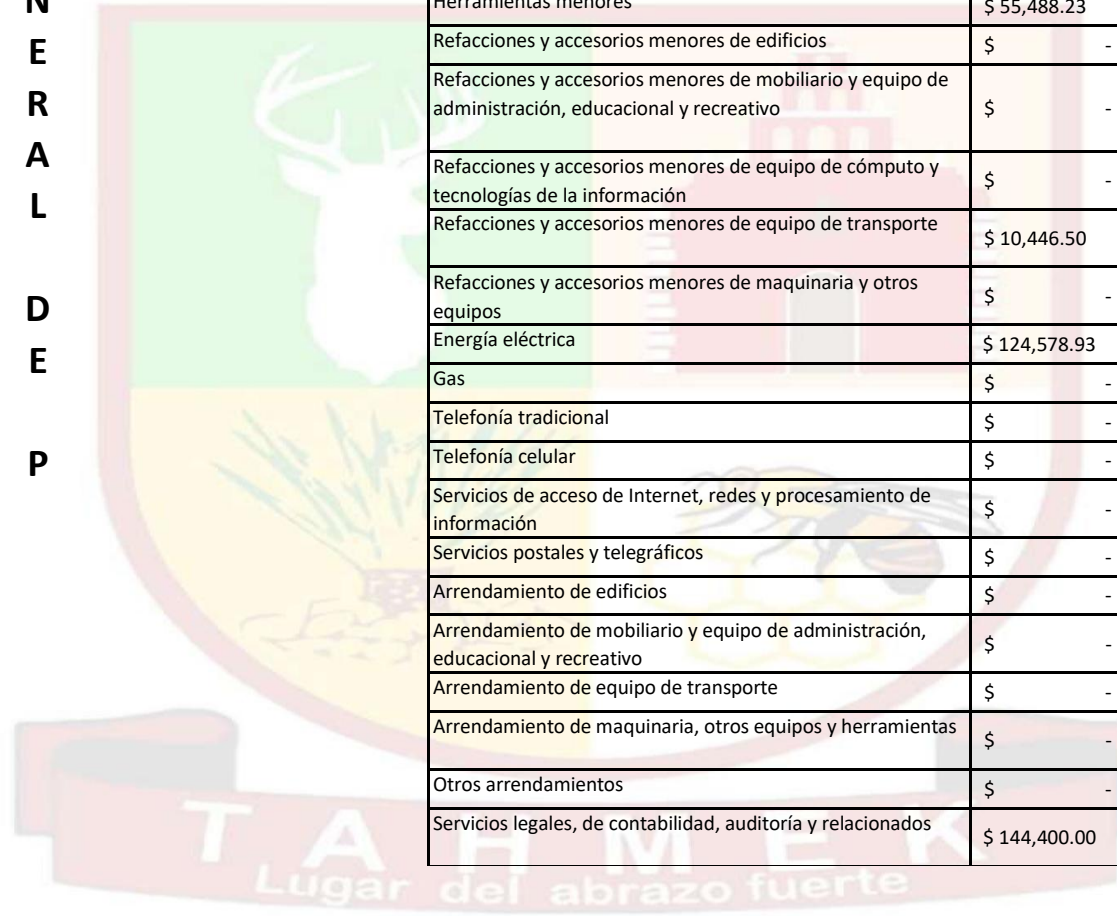 N
E
R
A
L
D
E
P
Herramientas menores $ 55,488.23
Refacciones y accesorios menores de edificios $ -
Refacciones y accesorios menores de mobiliario y equipo de
administración, educacional y recreativo $ -
Refacciones y accesorios menores de equipo de cómputo y
tecnologías de la información $ -
Refacciones y accesorios menores de equipo de transporte $ 10,446.50
Refacciones y accesorios menores de maquinaria y otros
equipos $ -
Energía eléctrica $ 124,578.93
Gas $ -
Telefonía tradicional $ -
Telefonía celular $ -
Servicios de acceso de Internet, redes y procesamiento de
información $ -
Servicios postales y telegráficos $ -
Arrendamiento de edificios $ -
Arrendamiento de mobiliario y equipo de administración,
educacional y recreativo $ -
Arrendamiento de equipo de transporte $ -
Arrendamiento de maquinaria, otros equipos y herramientas $ -
Otros arrendamientos $ -
Servicios legales, de contabilidad, auditoría y relacionados $ 144,400.00
TAHMEK
Lugar del abrazo fuerte